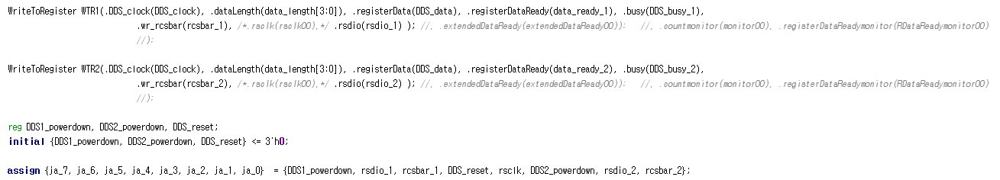 WriteToRegister WTR1(.DDS_clock(DDS_clock), .dataLength(data_length[3:0]), .registerData(DDS_data), .registerDataReady(data_ready_1), .busy(DDS_busy_1),
.wr_rcsbar(rcsbar_1), /*.rsclk(rsclk00),*/ .rsdio(rsdio_1) ); //, .extendedDataReady(extendedDataReady00)); //, .countmonitor(monitor00), .registerDataReadymonitor(RDataReadymonitor00)
//);
WriteToRegister WTR2(.DDS_clock(DDS_clock), .dataLength(data_length[3:0]), .registerData(DDS_data), .registerDataReady(data_ready_2), .busy(DDS_busy_2),
.wr_rcsbar(rcsbar_2), /*.rsclk(rsclk00),*/ .rsdio(rsdio_2) ); //, .extendedDataReady(extendedDataReady00)); //, .countmonitor(monitor00), .registerDataReadymonitor(RDataReadymonitor00)
//);
reg DDS1_powerdown, DDS2_powerdown, DDS_reset;
initial {DDS1_powerdown, DDS2_powerdown, DDS_reset} <= 3'h0;
assign {ja_7, ja_6, ja_5, ja_4, ja_3, ja_2, ja_1, ja_0} = {DDS1_powerdown, rsdio_1, rcsbar_1, DDS_reset, rsclk, DDS2_powerdown, rsdio_2, rcsbar_2};